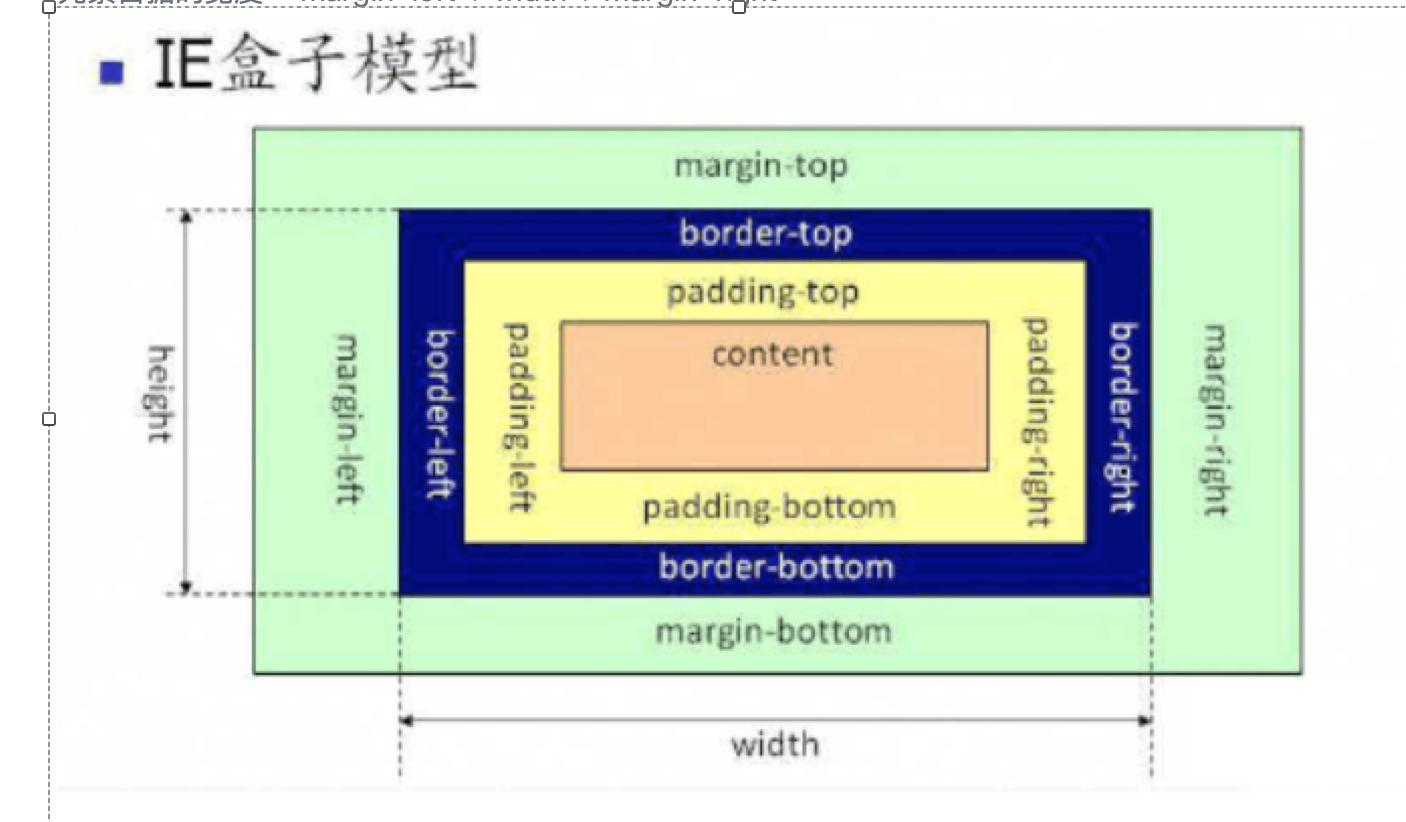 margin-left + width + margin-right
IE盒子模型
margin-top
border-top
padding-top
height
margin-left
border-left
padding-left
content
padding-right
border-right
margin-right
padding-bottom
border-bottom
margin-bottom
width